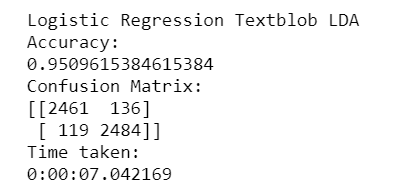 Logistic Regression Textblob LDA
Accuracy:
0.9509615384615384
Confusion Matrix:
[[2461  136]
 [ 119 2484]]
Time taken:
0:00:07.042169